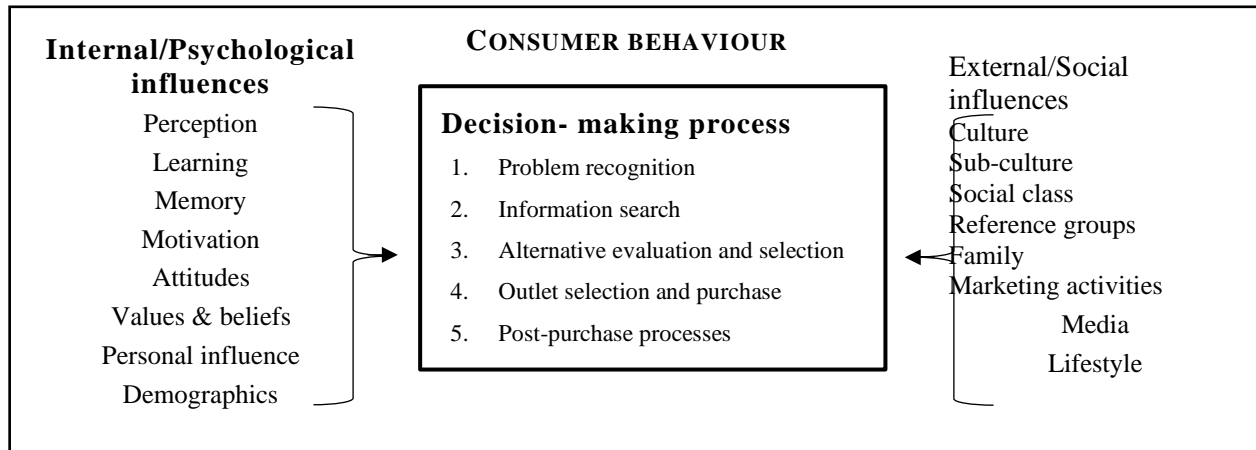 CONSUMER BEHAVIOUR
Internal/Psychological
influences
Perception
Learning
Memory
Motivation
Attitudes
Values & beliefs
Personal influence
Demographics
Decision- making process
1. Problem recognition
2. Information search
3. Alternative evaluation and selection
4. Outlet selection and purchase
5. Post-purchase processes
External/Social
influences
Culture
Sub-culture
Social class
Reference groups
Family
Marketing activities
Media
Lifestyle